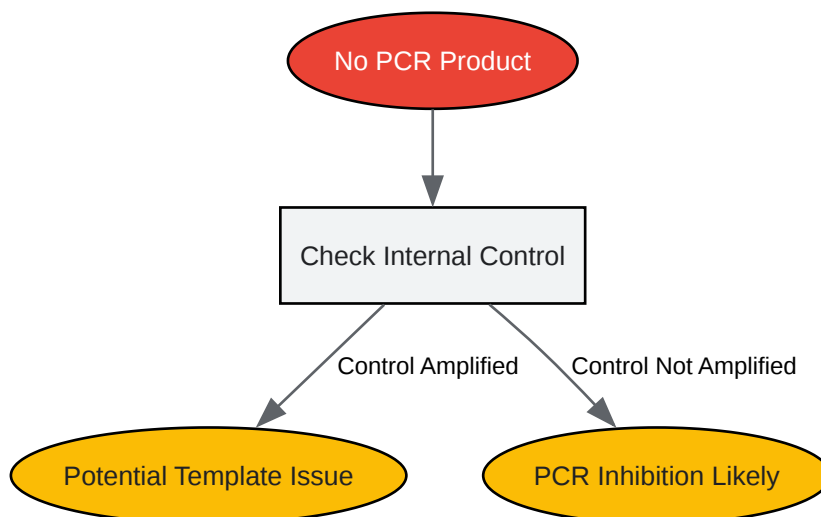 No PCR Product
Check Internal Control
Control Amplified
Control Not Amplified
Potential Template Issue
PCR Inhibition Likely